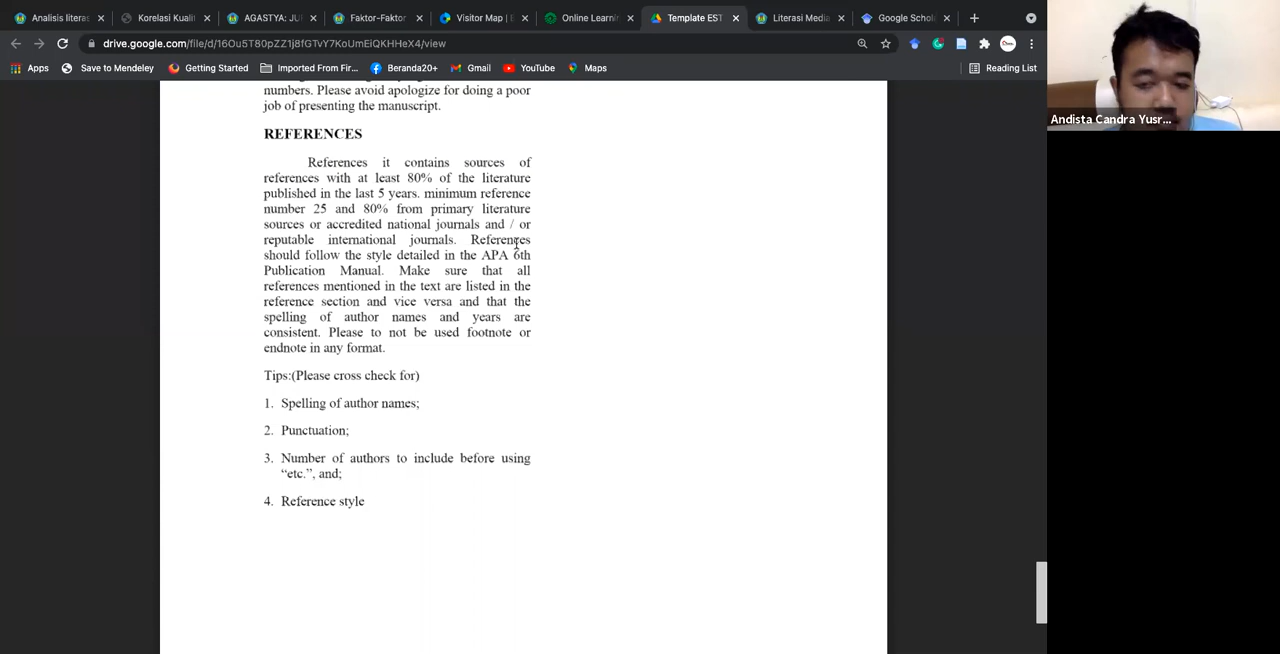 Analisis literas
Korelasi Kualit
AGASTYA: JUR
Faktor-Faktor
Visitor Map | E
Online Learnin
Template EST
Literasi Media
Google Schol
drive.google.com/file/d/16Ou5T80pZZ1j8fGTvY7KoUmEiQKHHeX4/view
Apps
Save to Mendeley
Getting Started
Imported From Fir...
Beranda20+
Gmail
YouTube
Maps
Reading List
numbers. Please avoid apologize for doing a poor
job of presenting the manuscript.
REFERENCES
References it contains sources of
references with at least 80% of the literature
published in the last 5 years. minimum reference
number 25 and 80% from primary literature
sources or accredited national journals and / or
reputable international journals. References
should follow the style detailed in the APA 6th
Publication Manual. Make sure that all
references mentioned in the text are listed in the
reference section and vice versa and that the
spelling of author names and years are
consistent. Please to not be used footnote or
endnote in any format.
Tips:(Please cross check for)
1. Spelling of author names;
2. Punctuation;
3. Number of authors to include before using
“etc.”, and;
4. Reference style
Andista Candra Yusr...